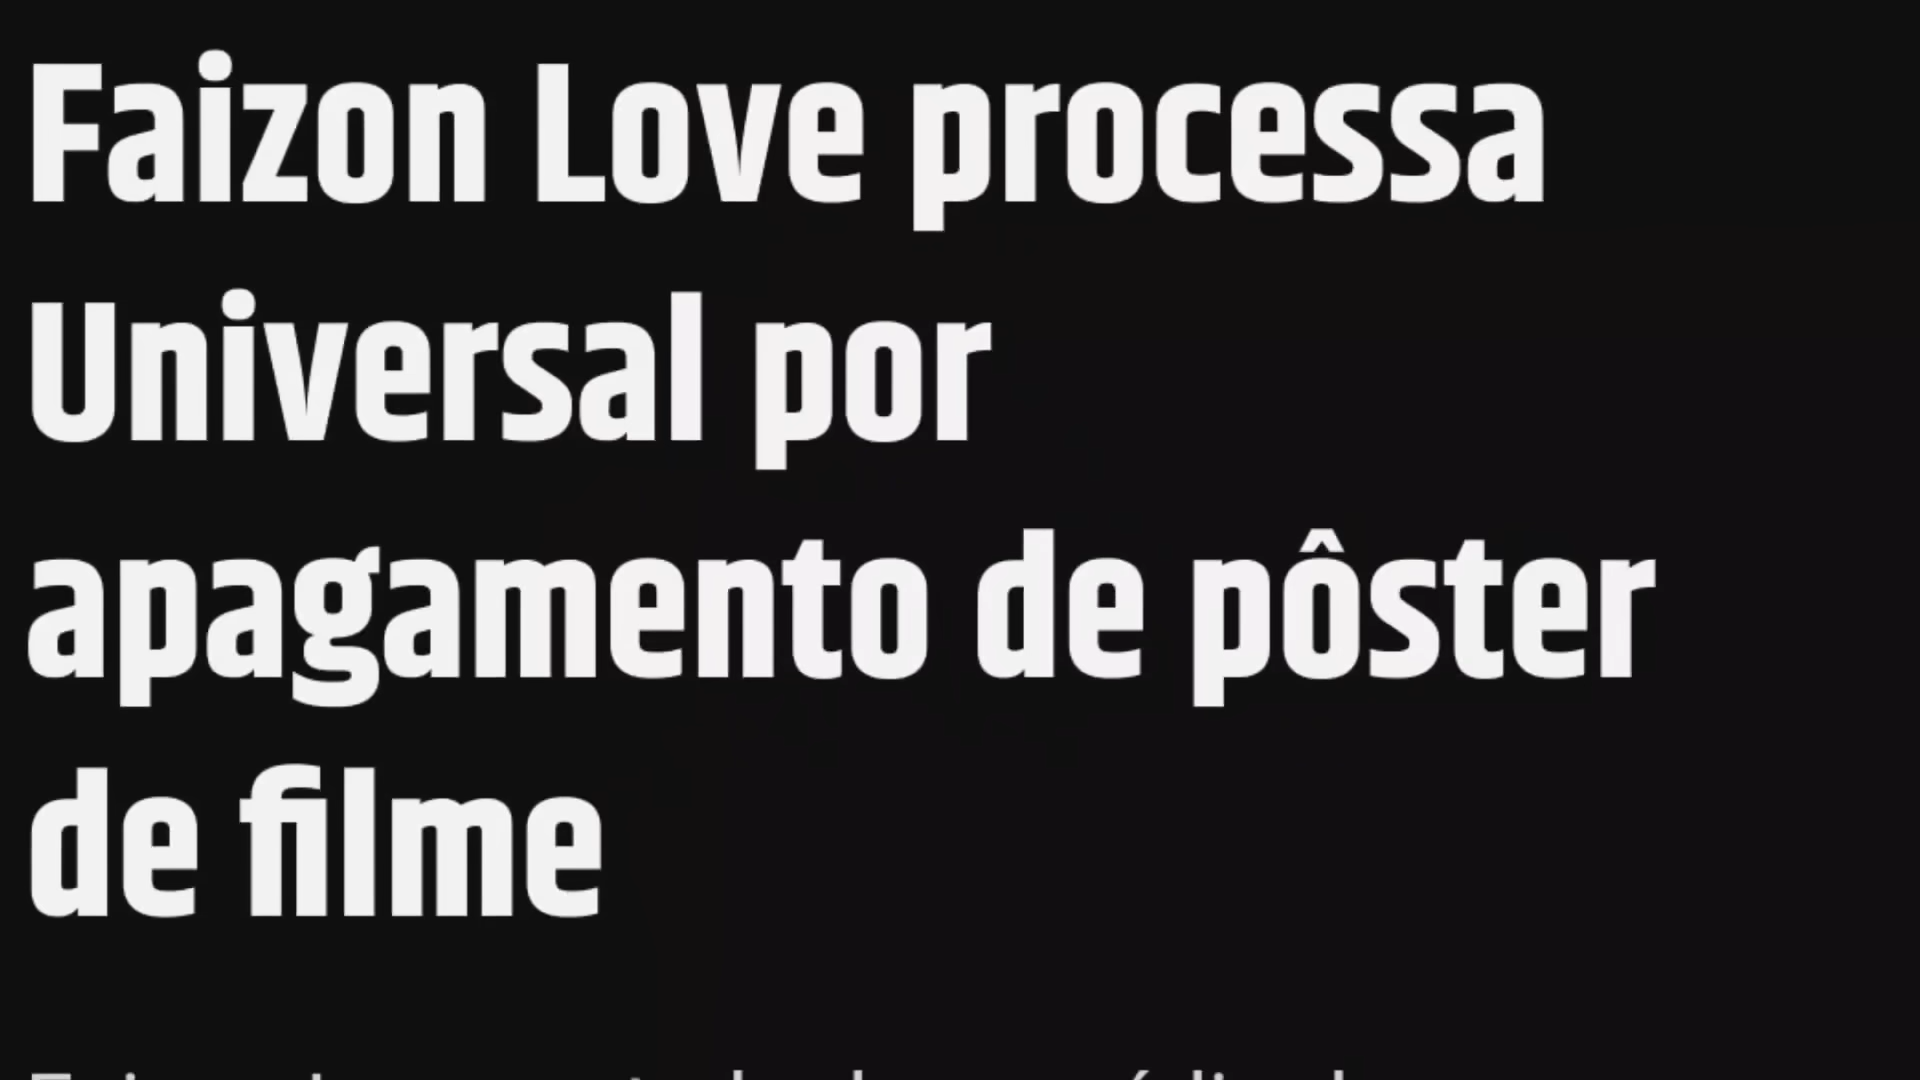 Faizon Love processa
Universal por
apagamento de pôster
de filme